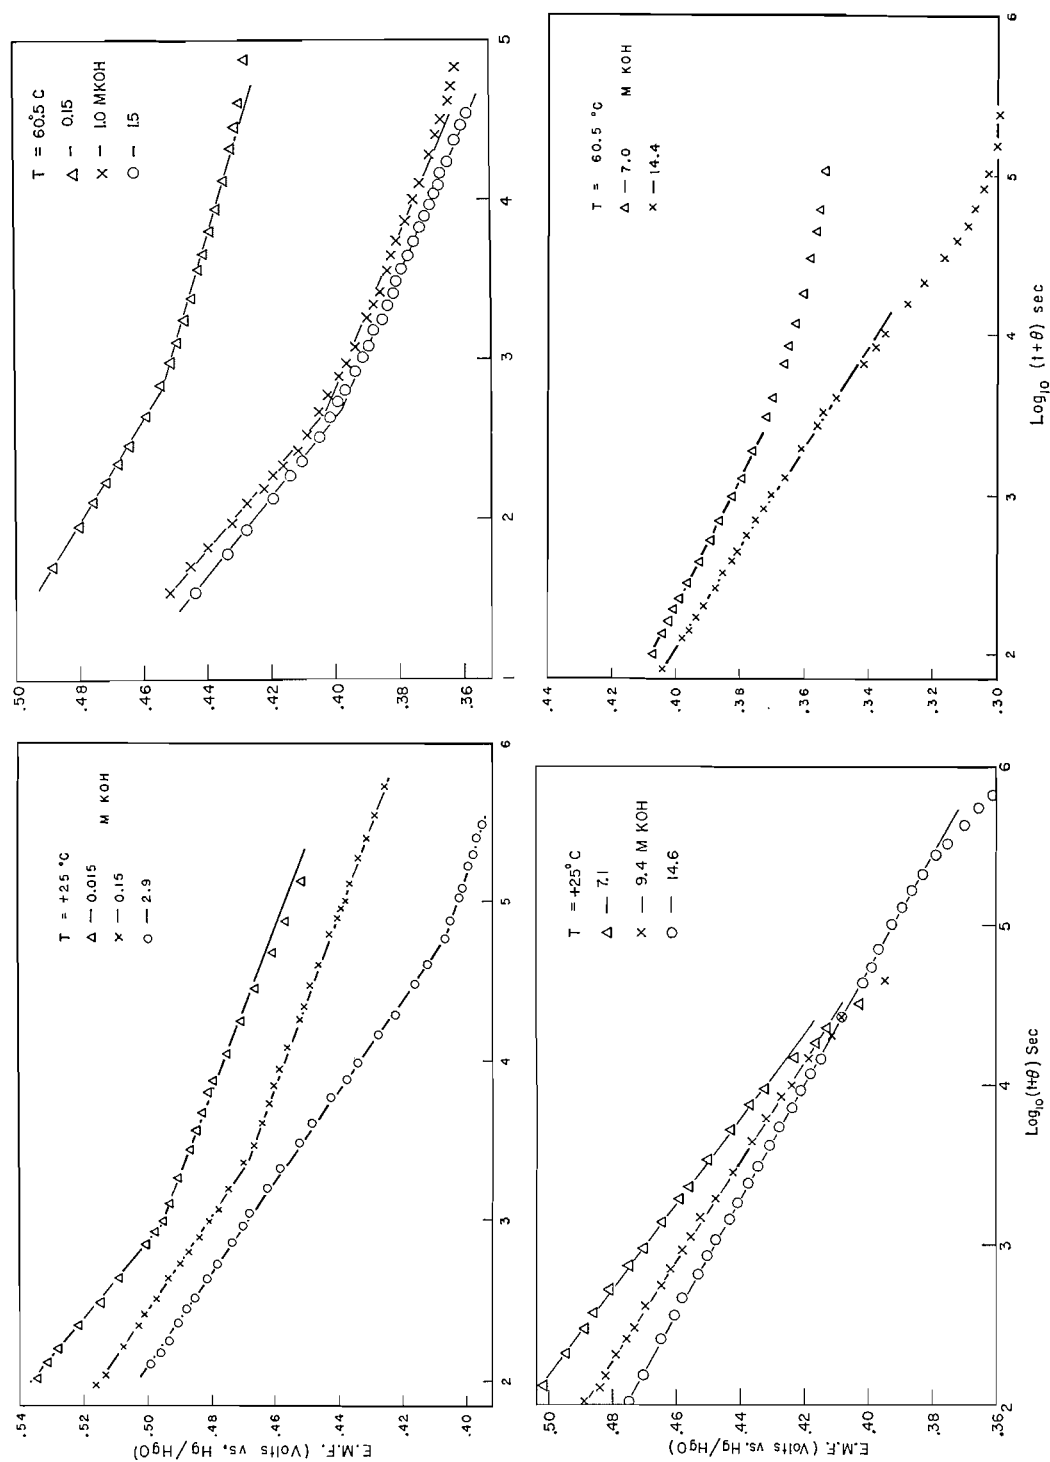 E.M.F. (Volts vs. Hg/HgO)
.54
.52
.50
.48
.46
.44
.42
.40
2
3
4
5
6
T = +25 °C
△ — 0.015
M KOH
× — 0.15
○ — 2.9
.50
.48
.46
.44
.42
.40
.38
.36
1
2
3
4
5
T = 60.5 C
△ — 0.15
× — 1.0 MKOH
○ — 1.5
E.M.F. (Volts vs. Hg/HgO)
.50
.48
.46
.44
.42
.40
.38
.36
2
3
4
5
6
T = +25° C
△ — 7.1
× — 9.4 M KOH
○ — 14.6
Log10 (t+θ) Sec
.44
.42
.40
.38
.36
.34
.32
.30
2
3
4
5
6
T = 60.5 °C
△ — 7.0 M KOH
× — 14.4
Log10 (t+θ) sec